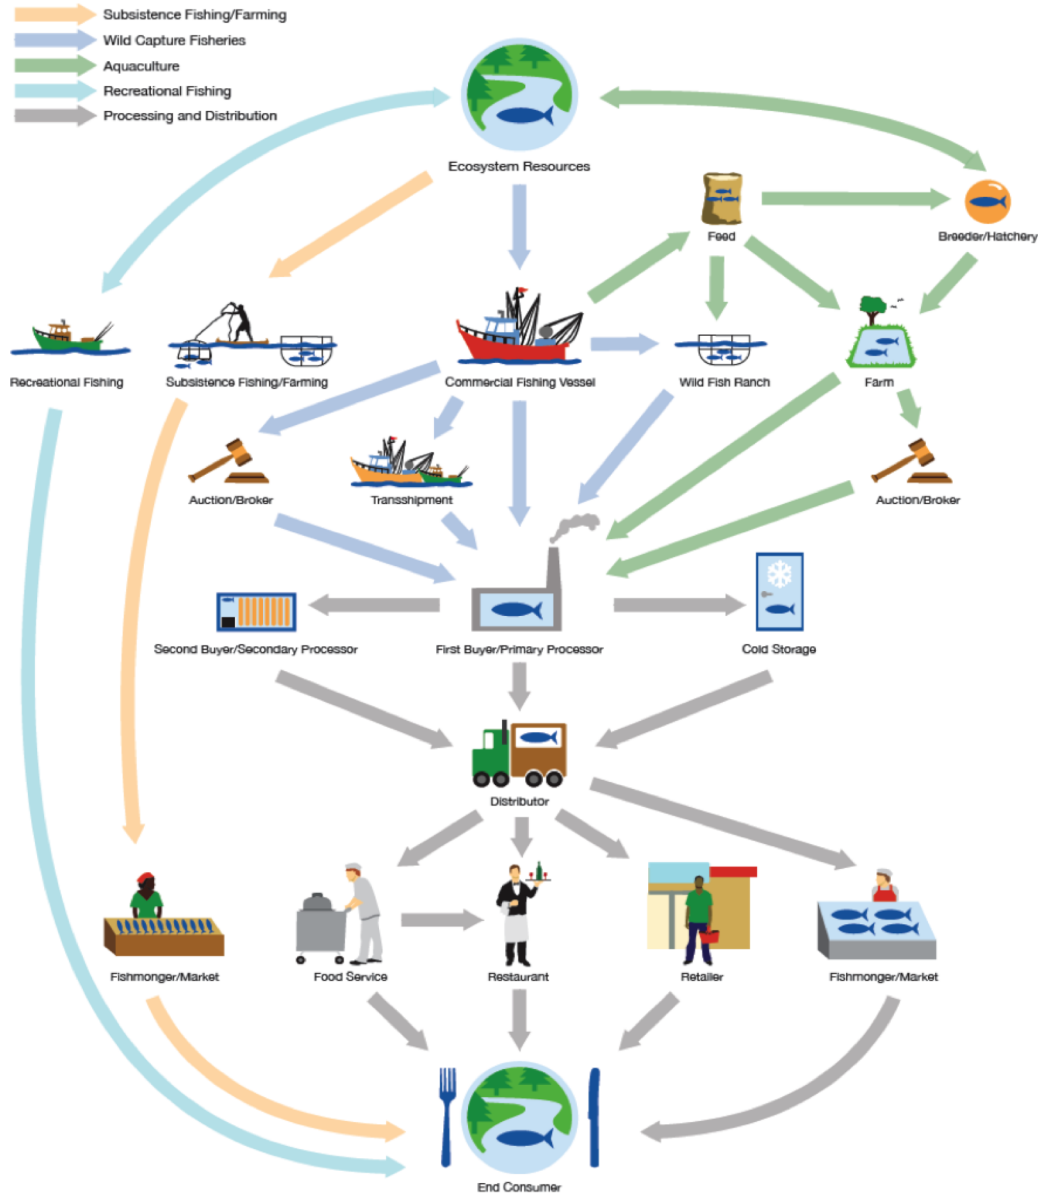 Subsistence Fishing/Farming
Wild Capture Fisheries
Aquaculture
Recreational Fishing
Processing and Distribution
Ecosystem Resources
Feed
Breeder/Hatchery
Recreational Fishing
Subsistence Fishing/Farming
Commercial Fishing Vessel
Wild Fish Ranch
Farm
Auction/Broker
Transshipment
Auction/Broker
Second Buyer/Secondary Processor
First Buyer/Primary Processor
Cold Storage
Distributor
Fishmonger/Market
Food Service
Restaurant
Retailer
Fishmonger/Market
End Consumer